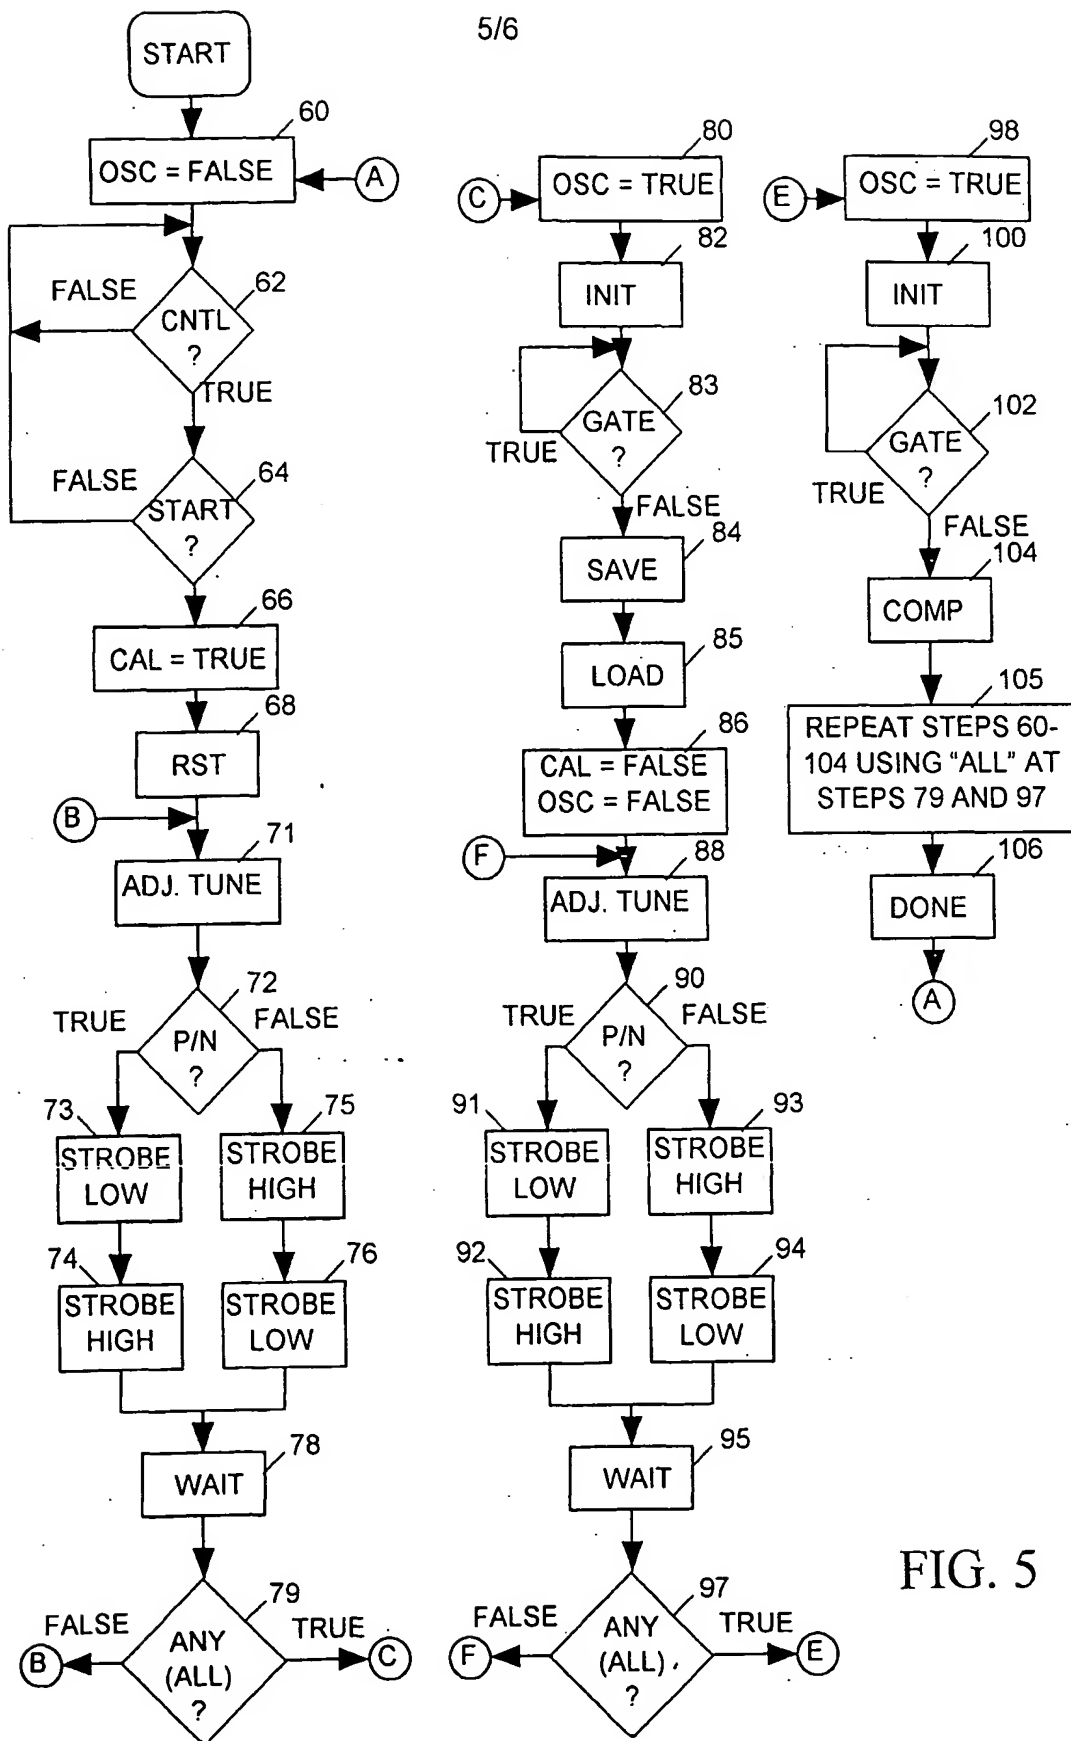 5/6
START
60
OSC = FALSE
A
FALSE
62
CNTL
?
TRUE
FALSE
64
START
?
66
CAL = TRUE
68
RST
B
71
ADJ. TUNE
72
TRUE
FALSE
P/N
?
73
STROBE
LOW
75
STROBE
HIGH
74
STROBE
HIGH
76
STROBE
LOW
78
WAIT
79
FALSE
TRUE
B
ANY
(ALL)
?
C
80
C
OSC = TRUE
82
INIT
83
GATE
?
TRUE
FALSE
84
SAVE
85
LOAD
86
CAL = FALSE
OSC = FALSE
F
88
ADJ. TUNE
90
TRUE
FALSE
P/N
?
91
STROBE
LOW
93
STROBE
HIGH
92
STROBE
HIGH
94
STROBE
LOW
95
WAIT
97
FALSE
TRUE
F
ANY
(ALL)
?
E
98
E
OSC = TRUE
100
INIT
102
GATE
?
TRUE
FALSE
104
COMP
105
REPEAT STEPS 60-
104 USING "ALL" AT
STEPS 79 AND 97
106
DONE
A
FIG. 5